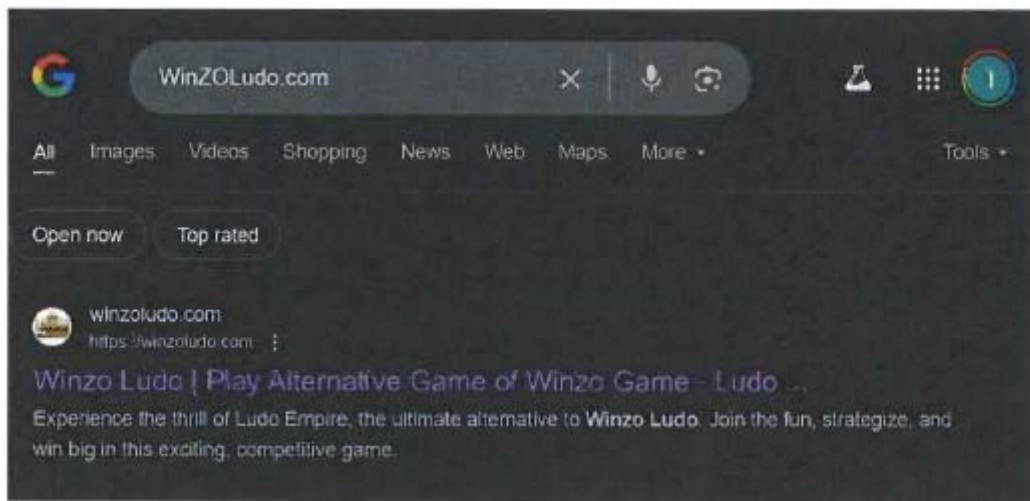 WinZOLudo.com
All Images Videos Shopping News Web Maps More Tools
Open now Top rated
winzoludo.com
https://winzoludo.com
Winzo Ludo | Play Alternative Game of Winzo Game - Ludo ...
Experience the thrill of Ludo Empire, the ultimate alternative to Winzo Ludo. Join the fun, strategize, and
win big in this exciting, competitive game.